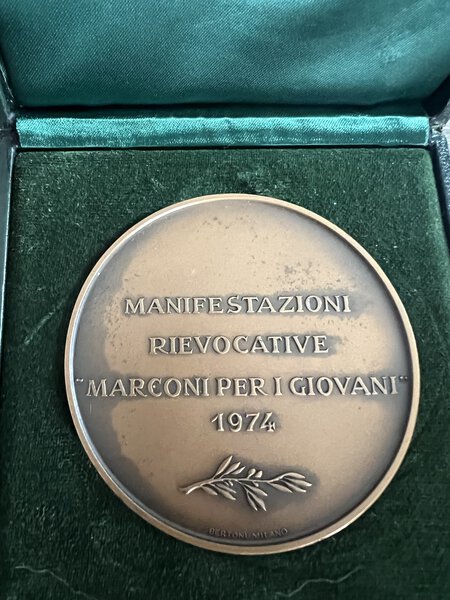 MANIFESTAZIONI
RIEVOCATIVE
"MARCONI PER I GIOVANI"
1974
BERTONI MILANO